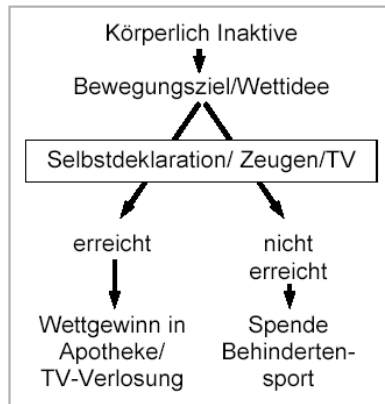 Körperlich Inaktive
Bewegungsziel/Wettidee
Selbstdeklaration/ Zeugen/TV
erreicht
nicht
erreicht
Wettgewinn in
Apotheke/
TV-Verlosung
Spende
Behinderten-
sport